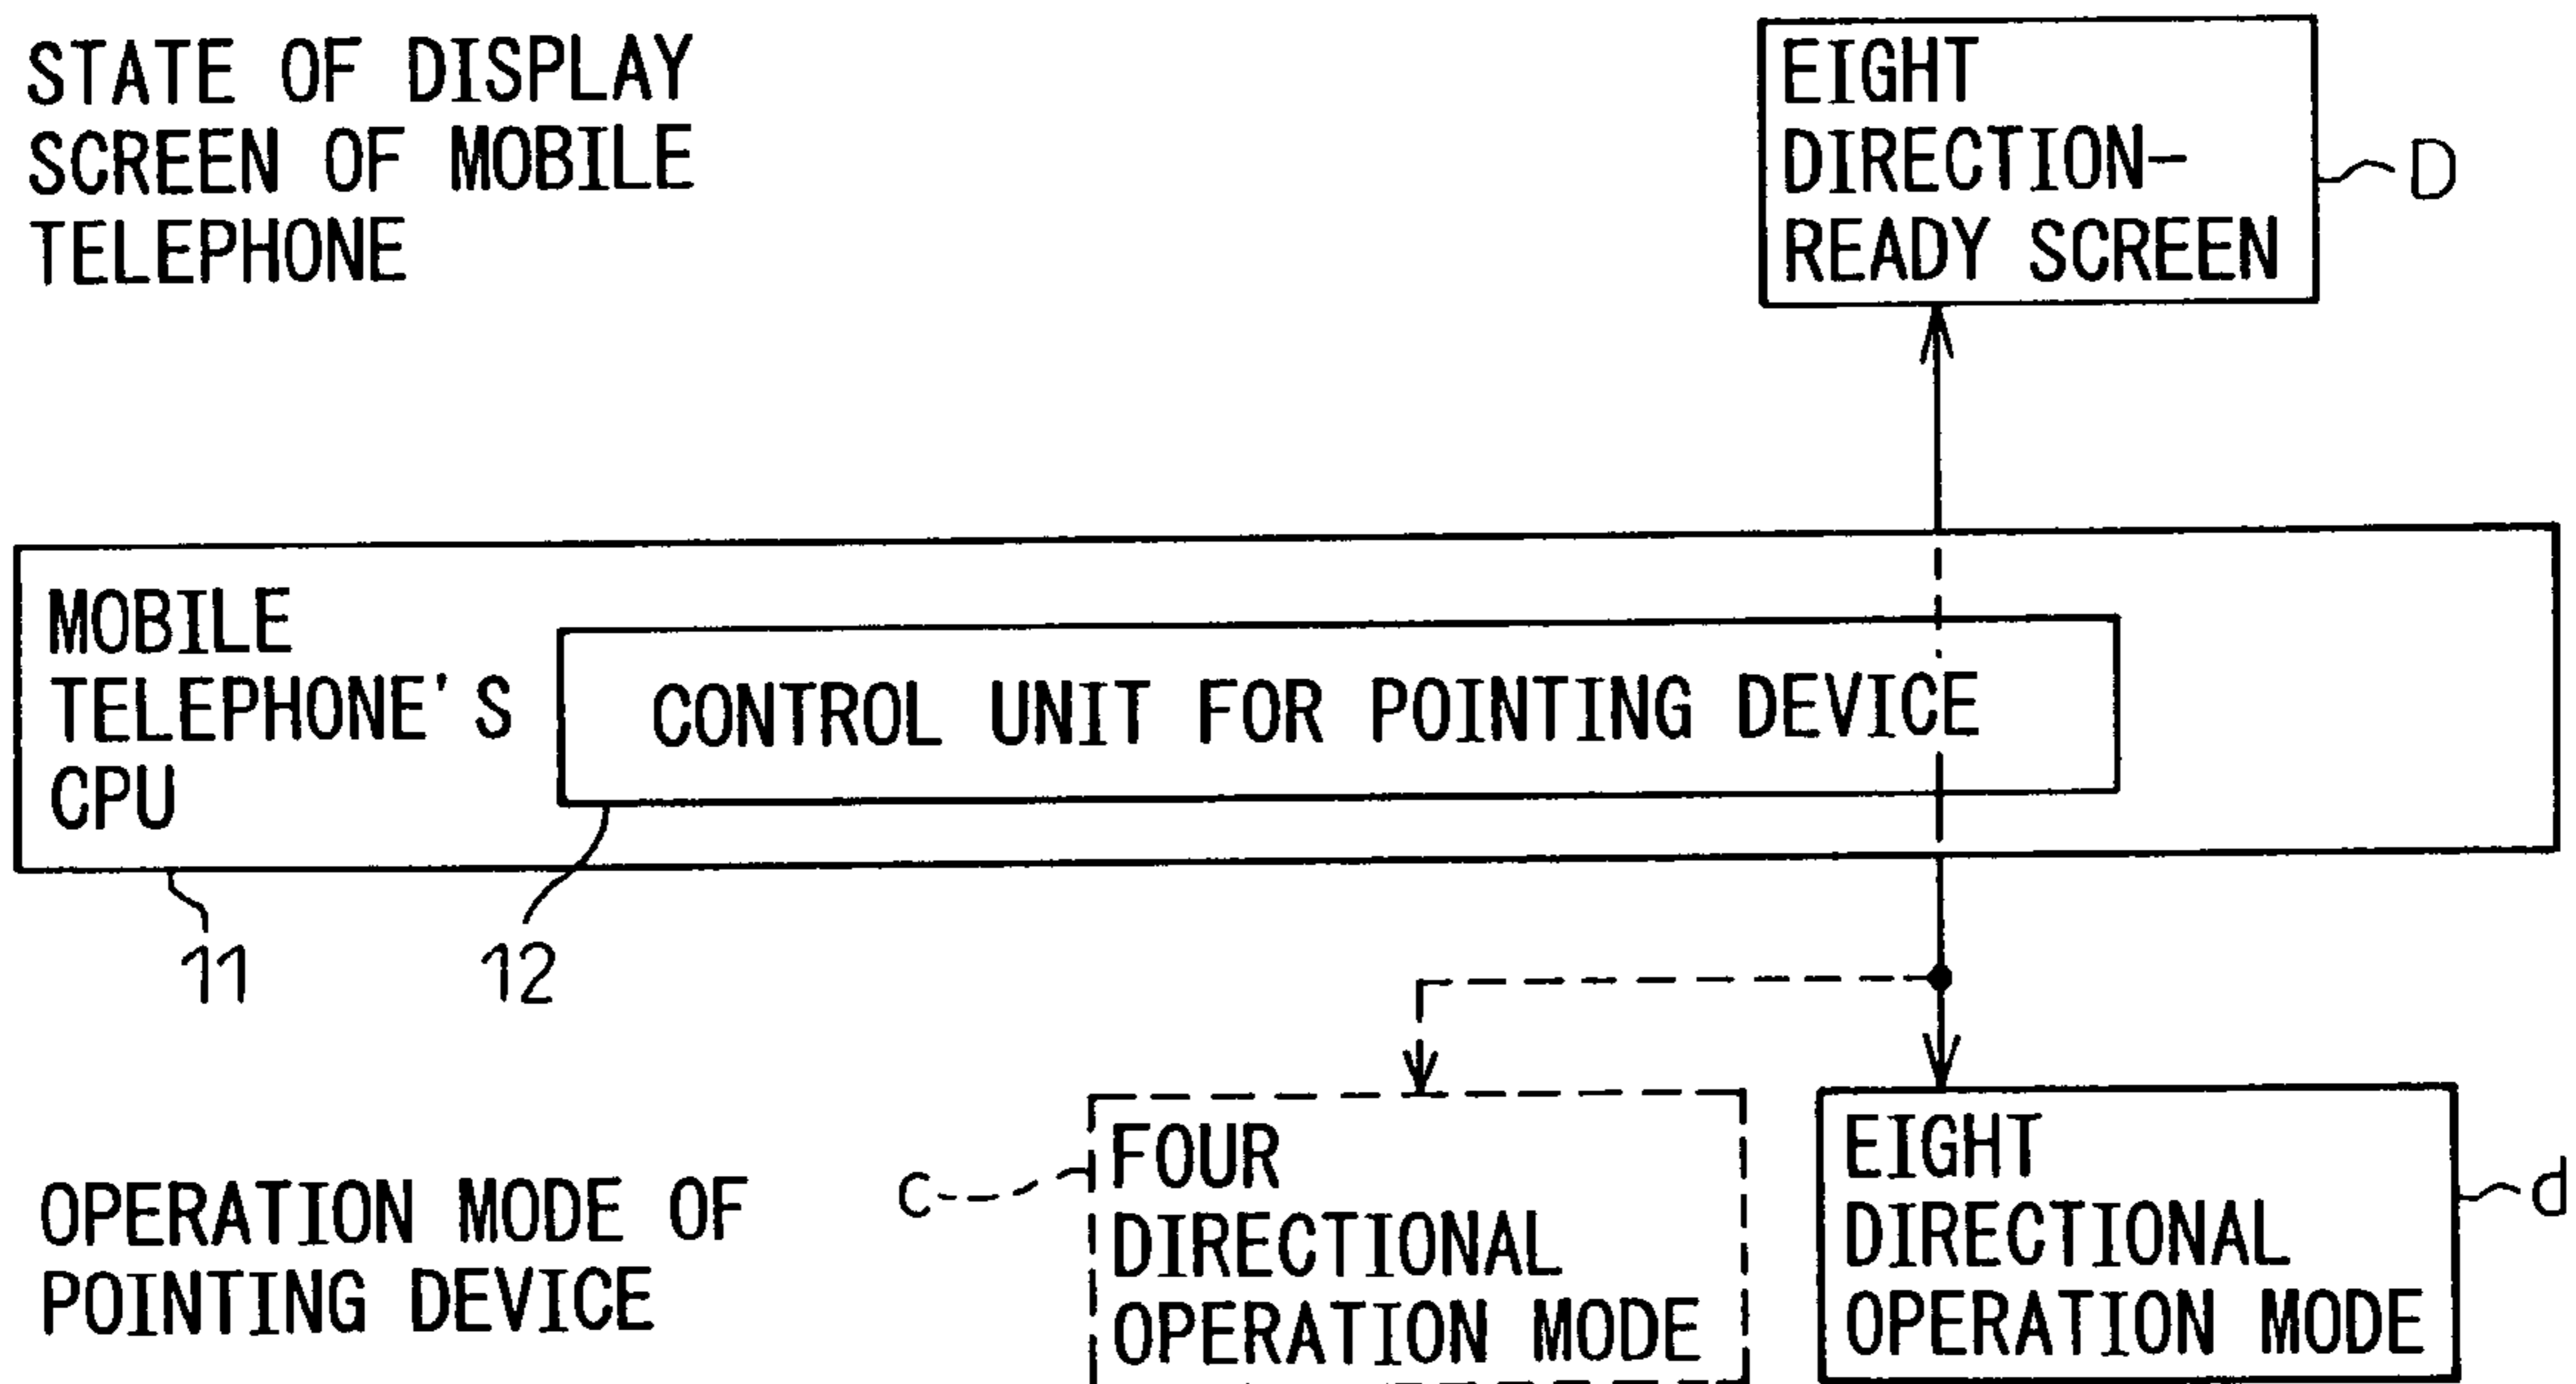 STATE OF DISPLAY
SCREEN OF MOBILE
TELEPHONE
EIGHT
DIRECTION-
READY SCREEN
D
MOBILE
TELEPHONE'S
CPU
CONTROL UNIT FOR POINTING DEVICE
11
12
OPERATION MODE OF
POINTING DEVICE
C
FOUR
DIRECTIONAL
OPERATION MODE
EIGHT
DIRECTIONAL
OPERATION MODE
d